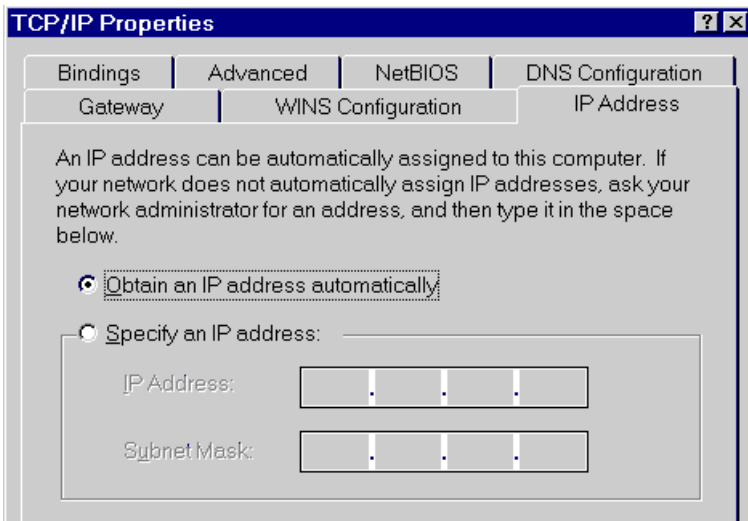 TCP/IP Properties
Bindings Advanced NetBIOS DNS Configuration
Gateway WINS Configuration IP Address
An IP address can be automatically assigned to this computer. If
your network does not automatically assign IP addresses, ask your
network administrator for an address, and then type it in the space
below.
Obtain an IP address automatically
Specify an IP address:
IP Address:
Subnet Mask: